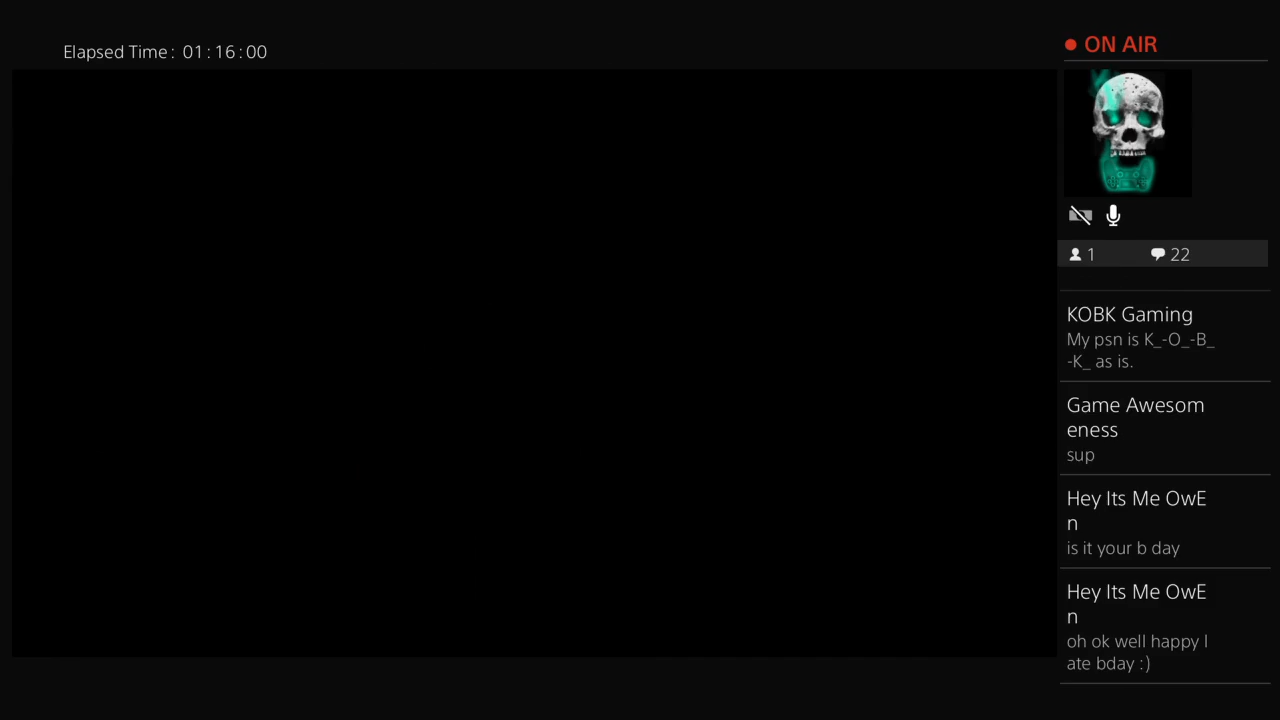 Elapsed Time: 01:16:00
ON AIR
1 22
KOBK Gaming
My psn is K_-O_-B_
-K_ as is.
Game Awesom
eness
sup
Hey Its Me OwE
n
is it your b day
Hey Its Me OwE
n
oh ok well happy l
ate bday :)